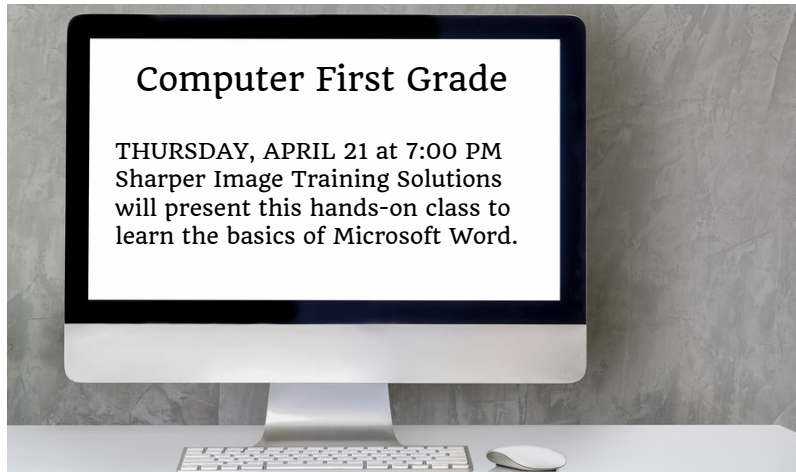 Computer First Grade
THURSDAY, APRIL 21 at 7:00 PM
Sharper Image Training Solutions
will present this hands-on class to
learn the basics of Microsoft Word.